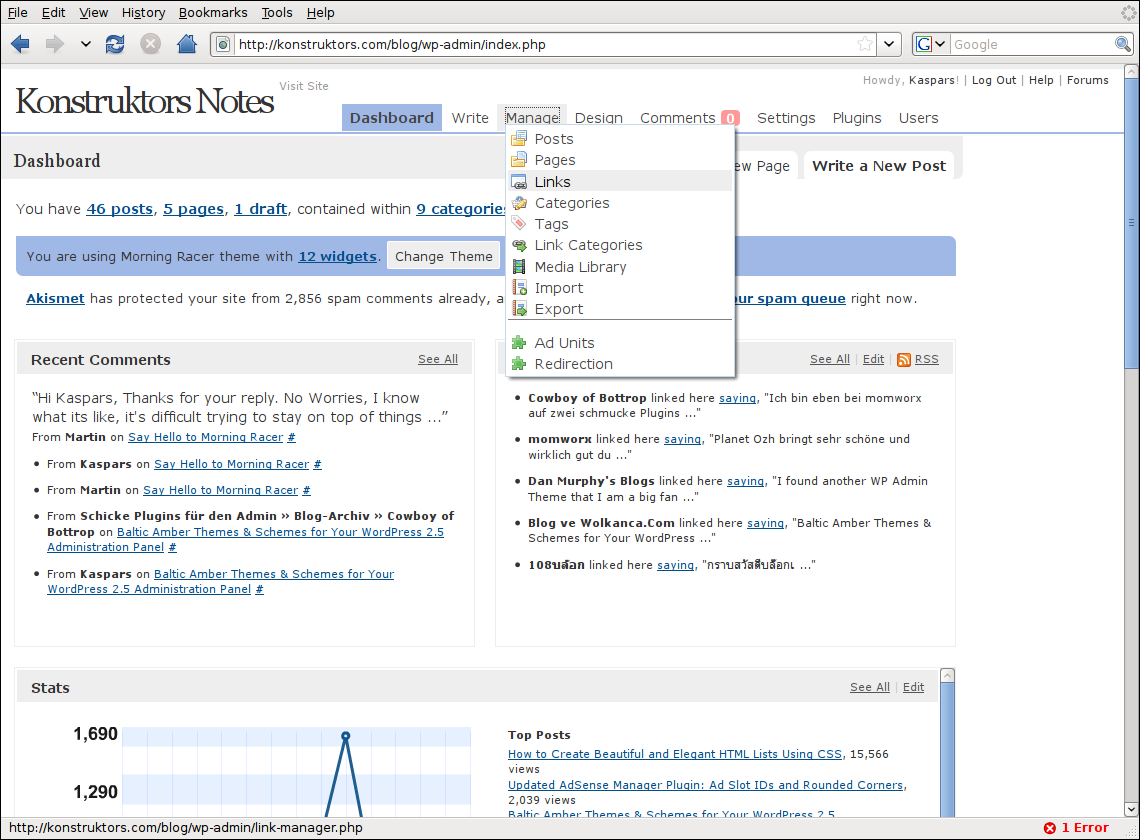 File Edit View History Bookmarks Tools Help
http://konstruktors.com/blog/wp-admin/index.php
Google
Howdy, Kaspars! | Log Out | Help | Forums
Konstruktors Notes
Visit Site
Dashboard Write Manage Design Comments 0 Settings Plugins Users
Posts
Pages
Links
Categories
Tags
Link Categories
Media Library
Import
Export
Ad Units
Redirection
Dashboard
ew Page
Write a New Post
You have 46 posts, 5 pages, 1 draft, contained within 9 categories
You are using Morning Racer theme with 12 widgets. Change Theme
Akismet has protected your site from 2,856 spam comments already, a
our spam queue right now.
Recent Comments See All
“Hi Kaspars, Thanks for your reply. No Worries, I know
what its like, it's difficult trying to stay on top of things ...”
From Martin on Say Hello to Morning Racer #
• From Kaspars on Say Hello to Morning Racer #
• From Martin on Say Hello to Morning Racer #
• From Schicke Plugins für den Admin » Blog-Archiv » Cowboy of
Bottrop on Baltic Amber Themes & Schemes for Your WordPress 2.5
Administration Panel #
• From Kaspars on Baltic Amber Themes & Schemes for Your
WordPress 2.5 Administration Panel #
See All | Edit | RSS
• Cowboy of Bottrop linked here saying, "Ich bin eben bei momworx
auf zwei schmucke Plugins ..."
• momworx linked here saying, "Planet Ozh bringt sehr schöne und
wirklich gut du ..."
• Dan Murphy's Blogs linked here saying, "I found another WP Admin
Theme that I am a big fan ..."
• Blog ve Wolkanca.Com linked here saying, "Baltic Amber Themes &
Schemes for Your WordPress ..."
• 108บล๊อก linked here saying, "กราบสวัสดีบล๊อกเ ..."
Stats See All | Edit
1,690
1,290
Top Posts
How to Create Beautiful and Elegant HTML Lists Using CSS, 15,566
views
Updated AdSense Manager Plugin: Ad Slot IDs and Rounded Corners,
2,039 views
Baltic Amber Themes & Schemes for Your WordPress 2.5
http://konstruktors.com/blog/wp-admin/link-manager.php
1 Error